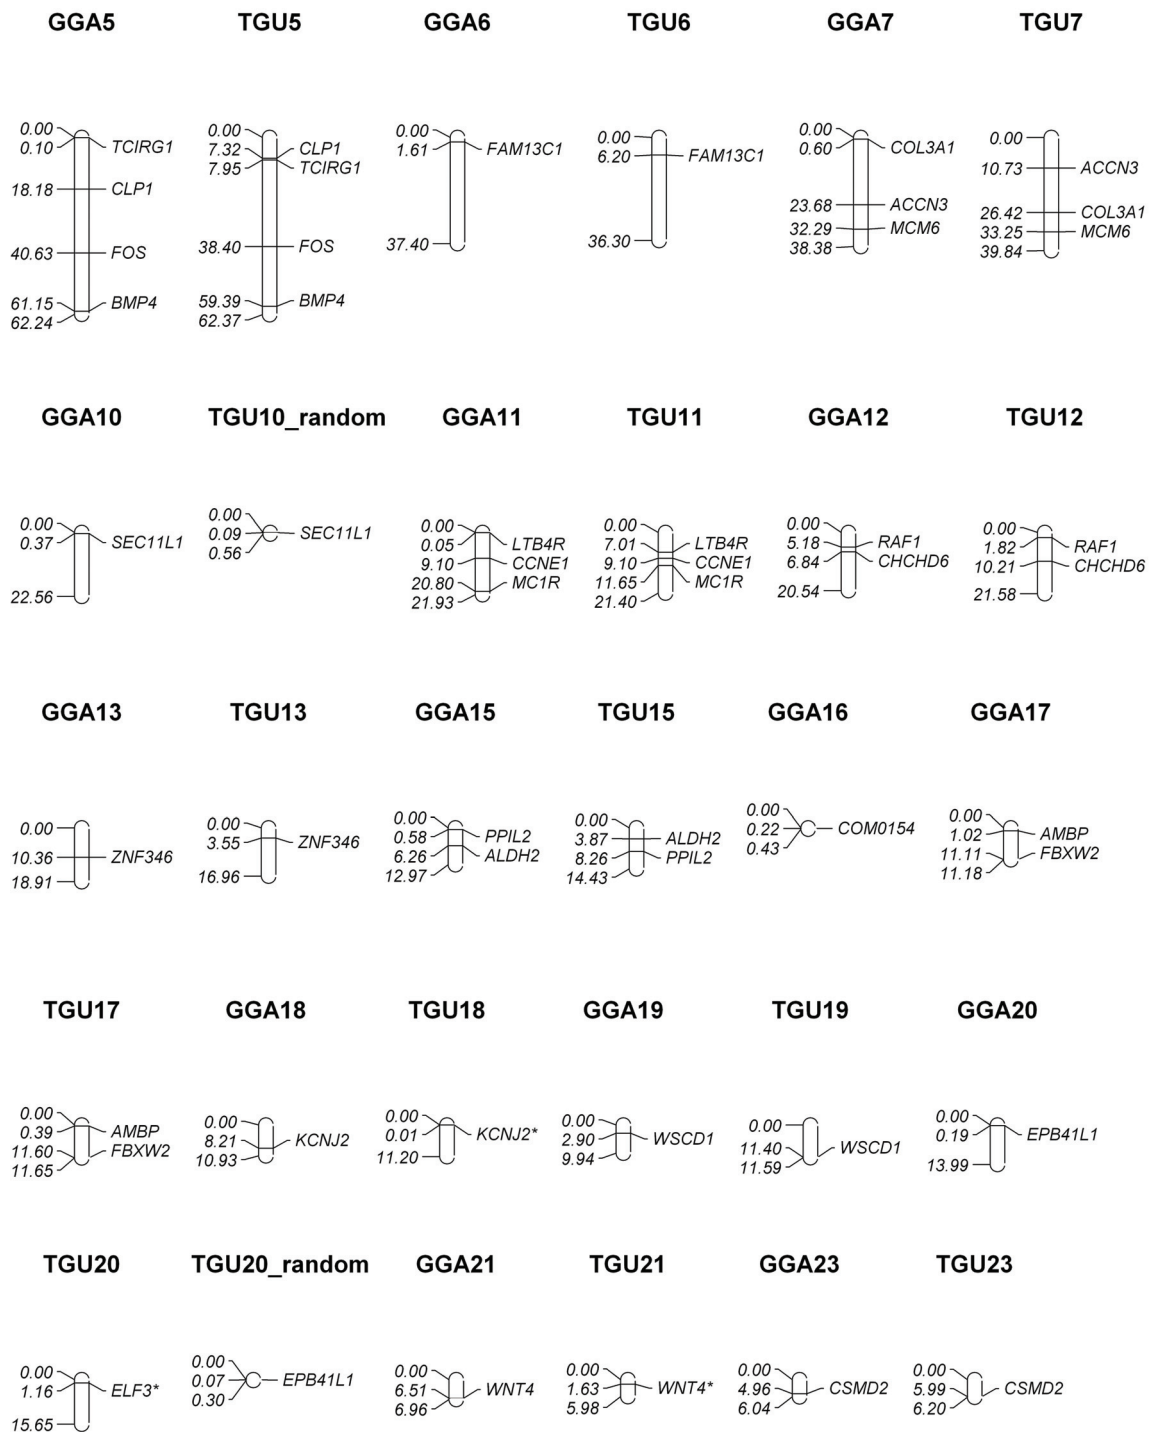 GGA5 TGU5 GGA6 TGU6 GGA7 TGU7
0.00
0.10 TCIRG1
18.18 CLP1
40.63 FOS
61.15 BMP4
62.24
0.00
7.32 CLP1
7.95 TCIRG1
38.40 FOS
59.39 BMP4
62.37
0.00
1.61 FAM13C1
37.40
0.00
6.20 FAM13C1
36.30
0.00
0.60 COL3A1
23.68 ACCN3
32.29 MCM6
38.38
0.00
10.73 ACCN3
26.42 COL3A1
33.25 MCM6
39.84
GGA10 TGU10_random GGA11 TGU11 GGA12 TGU12
0.00
0.37 SEC11L1
22.56
0.00
0.09 SEC11L1
0.56
0.00
0.05 LTB4R
9.10 CCNE1
20.80 MC1R
21.93
0.00
7.01 LTB4R
9.10 CCNE1
11.65 MC1R
21.40
0.00
5.18 RAF1
6.84 CHCHD6
20.54
0.00
1.82 RAF1
10.21 CHCHD6
21.58
GGA13 TGU13 GGA15 TGU15 GGA16 GGA17
0.00
10.36 ZNF346
18.91
0.00
3.55 ZNF346
16.96
0.00
0.58 PPIL2
6.26 ALDH2
12.97
0.00
3.87 ALDH2
8.26 PPIL2
14.43
0.00
0.22 COM0154
0.43
0.00
1.02 AMBP
11.11 FBXW2
11.18
TGU17 GGA18 TGU18 GGA19 TGU19 GGA20
0.00
0.39 AMBP
11.60 FBXW2
11.65
0.00
8.21 KCNJ2
10.93
0.00
0.01 KCNJ2*
11.20
0.00
2.90 WSCD1
9.94
0.00
11.40 WSCD1
11.59
0.00
0.19 EPB41L1
13.99
TGU20 TGU20_random GGA21 TGU21 GGA23 TGU23
0.00
1.16 ELF3*
15.65
0.00
0.07 EPB41L1
0.30
0.00
6.51 WNT4
6.96
0.00
1.63 WNT4*
5.98
0.00
4.96 CSMD2
6.04
0.00
5.99 CSMD2
6.20